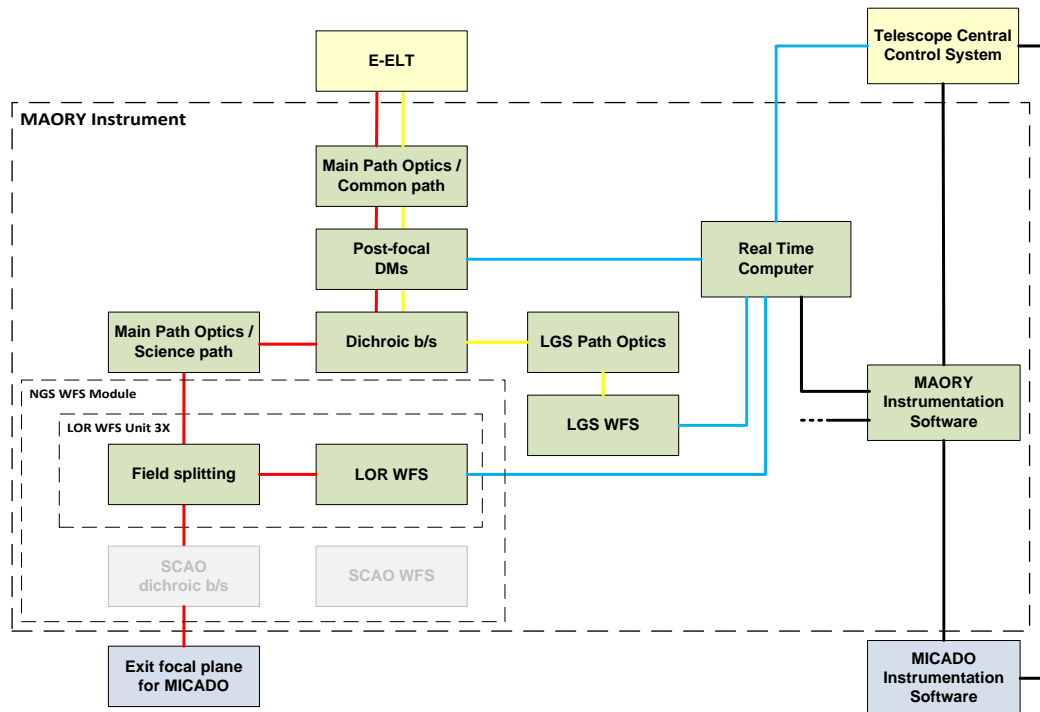 E-ELT
Telescope Central
Control System
MAORY Instrument
Main Path Optics /
Common path
Post-focal
DMs
Real Time
Computer
Main Path Optics /
Science path
Dichroic b/s
LGS Path Optics
NGS WFS Module
LGS WFS
MAORY
Instrumentation
Software
LOR WFS Unit 3X
Field splitting
LOR WFS
SCAO
dichroic b/s
SCAO WFS
Exit focal plane
for MICADO
MICADO
Instrumentation
Software